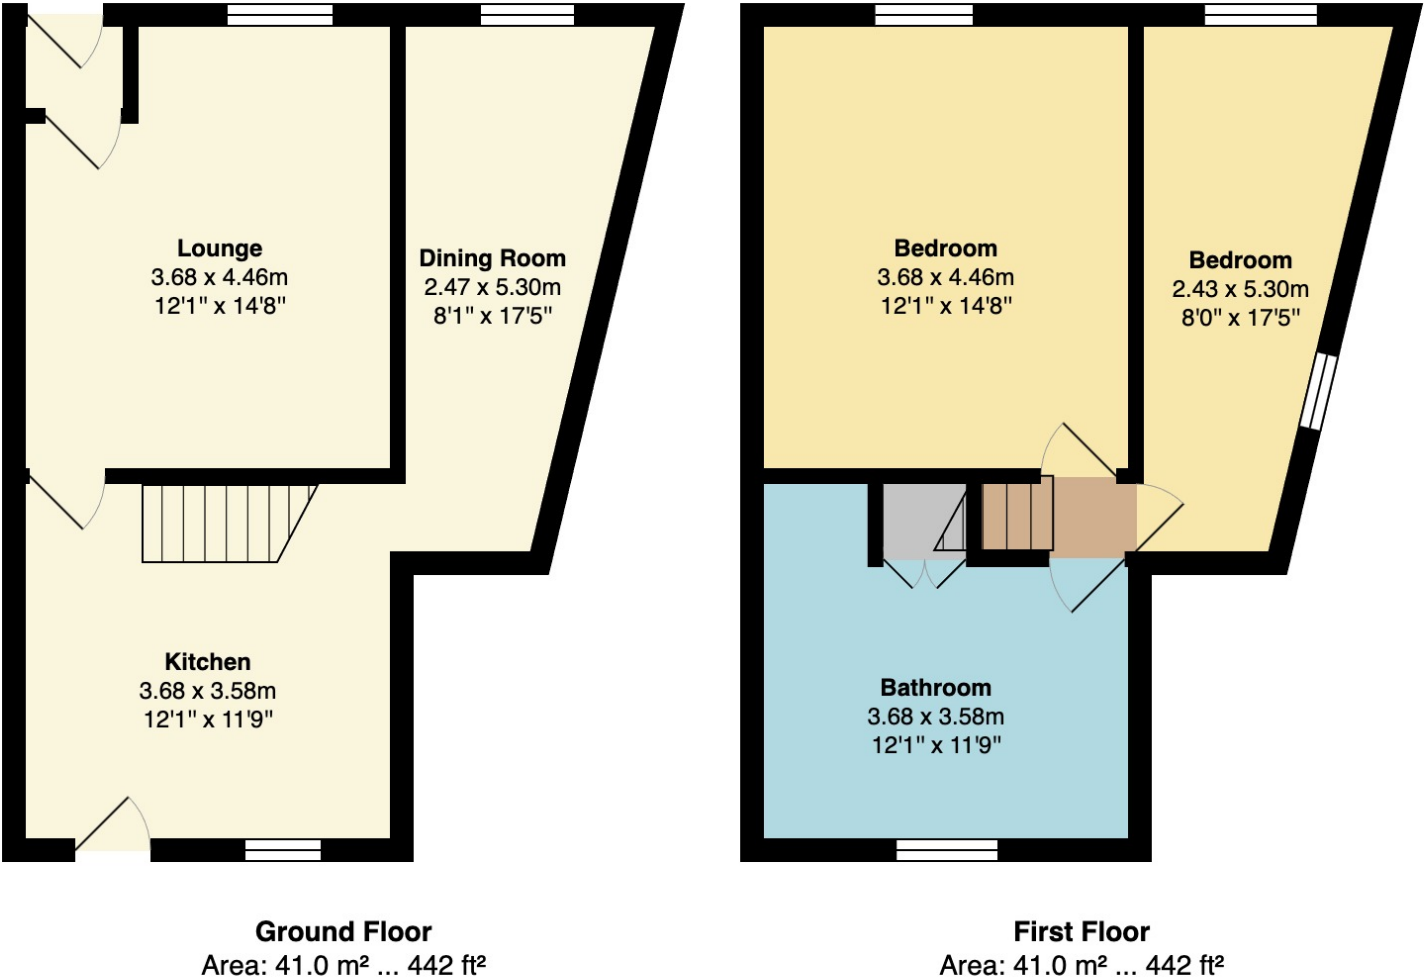 Lounge
3.68 x 4.46m
12'1" x 14'8"
Dining Room
2.47 x 5.30m
8'1" x 17'5"
Kitchen
3.68 x 3.58m
12'1" x 11'9"
Ground Floor
Area: 41.0 m² ... 442 ft²
Bedroom
3.68 x 4.46m
12'1" x 14'8"
Bedroom
2.43 x 5.30m
8'0" x 17'5"
Bathroom
3.68 x 3.58m
12'1" x 11'9"
First Floor
Area: 41.0 m² ... 442 ft²